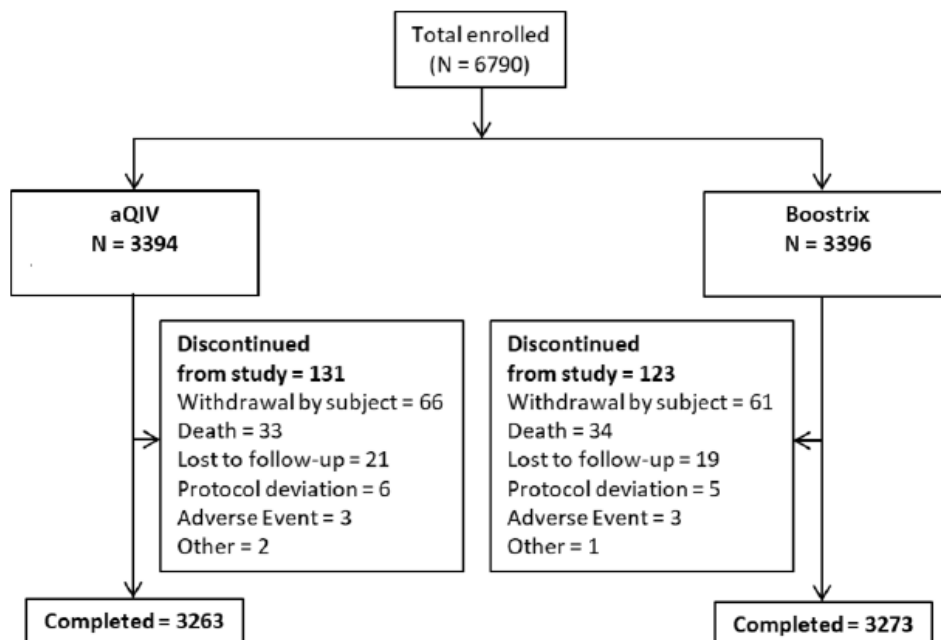 Total enrolled
(N = 6790)
aQIV
N = 3394
Boostrix
N = 3396
Discontinued
from study = 131
Withdrawal by subject = 66
Death = 33
Lost to follow-up = 21
Protocol deviation = 6
Adverse Event = 3
Other = 2
Discontinued
from study = 123
Withdrawal by subject = 61
Death = 34
Lost to follow-up = 19
Protocol deviation = 5
Adverse Event = 3
Other = 1
Completed = 3263
Completed = 3273